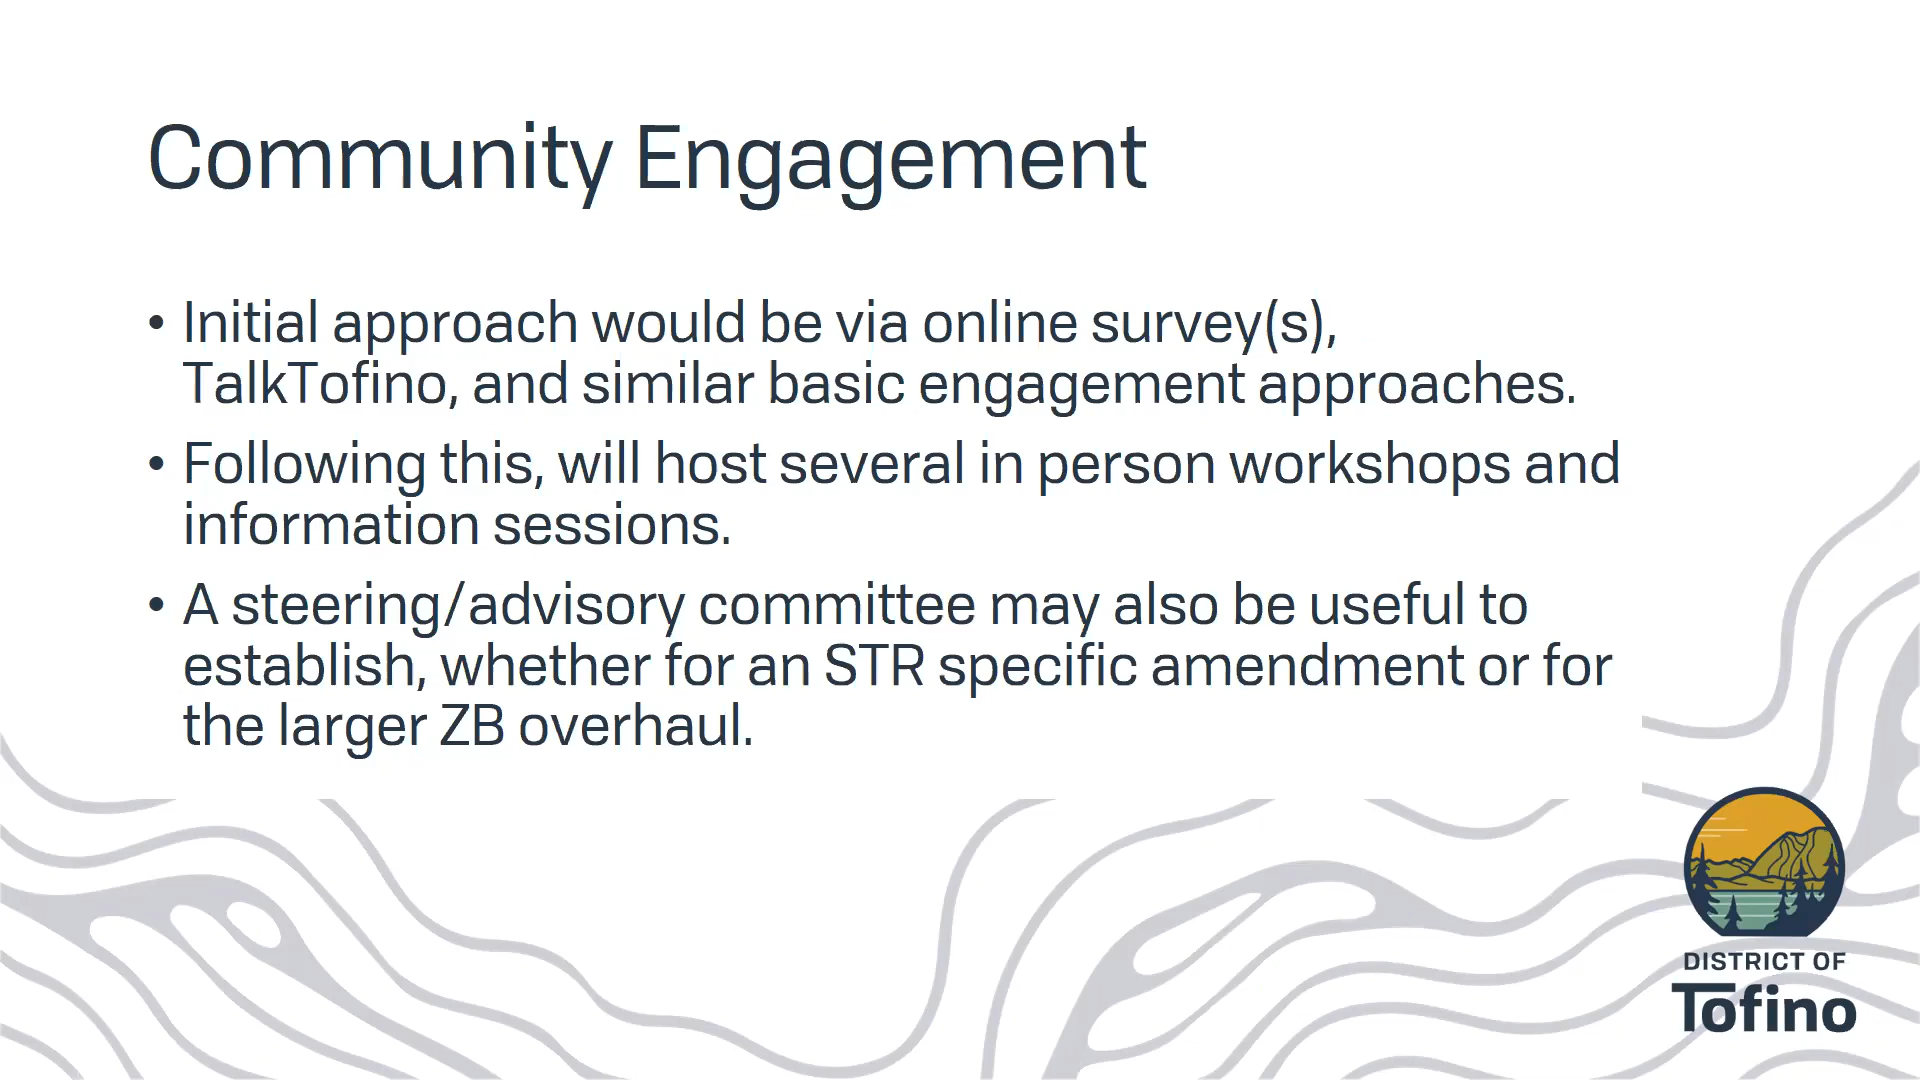 Community Engagement
• Initial approach would be via online survey(s),
TalkTofino, and similar basic engagement approaches.
• Following this, will host several in person workshops and
information sessions.
• A steering/advisory committee may also be useful to
establish, whether for an STR specific amendment or for
the larger ZB overhaul.
DISTRICT OF
Tofino